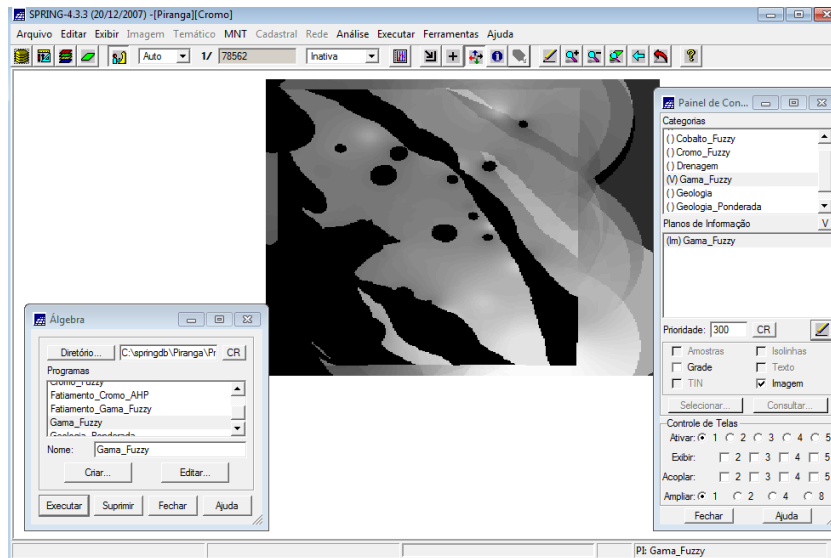 SPRING-4.3.3 (20/12/2007) -[Piranga][Cromo]
Arquivo Editar Exibir Imagem Temático MNT Cadastral Rede Análise Executar Ferramentas Ajuda
Auto 1/ 78562 Inativa
Painel de Con...
Categorias
( ) Cobalto_Fuzzy
( ) Cromo_Fuzzy
( ) Drenagem
(V) Gama_Fuzzy
( ) Geologia
( ) Geologia_Ponderada
Planos de Informação V
(Im) Gama_Fuzzy
Prioridade: 300 CR
Amostras Isolinhas
Grade Texto
TIN Imagem
Selecionar... Consultar...
Controle de Telas
Ativar: 1 2 3 4 5
Exibir: 2 3 4 5
Acoplar: 2 3 4 5
Ampliar: 1 2 4 8
Fechar Ajuda
Álgebra
Diretório... C:\springdb\Piranga\Pr CR
Programas
Cromo_Fuzzy
Fatiamento_Cromo_AHP
Fatiamento_Gama_Fuzzy
Gama_Fuzzy
Geologia_Ponderada
Nome: Gama_Fuzzy
Criar... Editar...
Executar Suprimir Fechar Ajuda
PI: Gama_Fuzzy